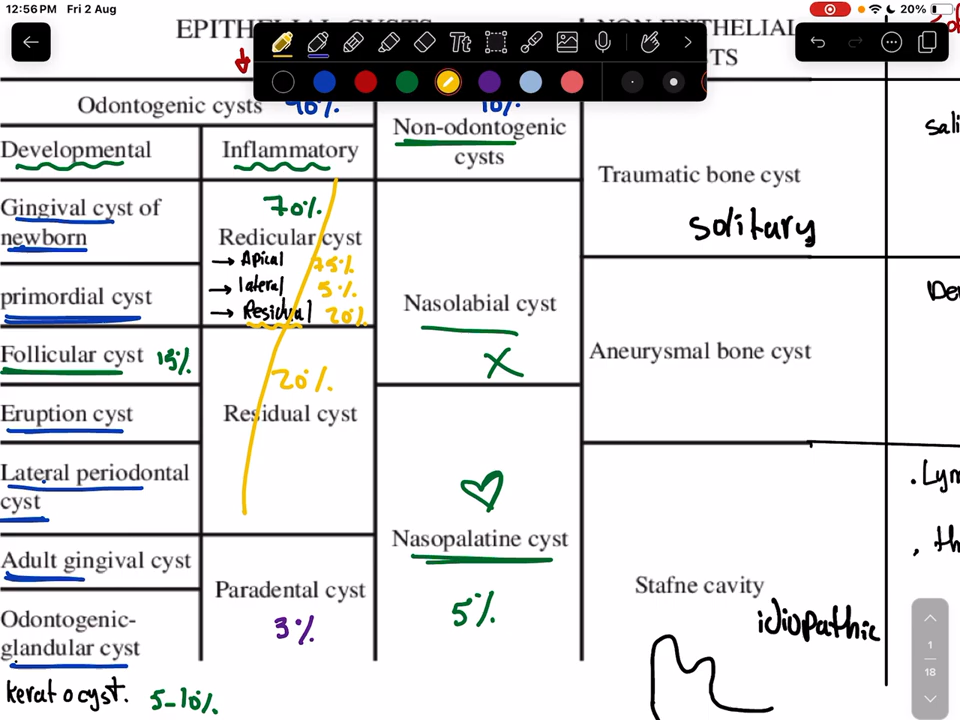 12:56 PM Fri 2 Aug
20%
Tt
EPITHELIAL CYSTS
90%
10%
Odontogenic cysts
Non-odontogenic
cysts
Developmental
Inflammatory
Gingival cyst of
newborn
primordial cyst
Follicular cyst 15%
Eruption cyst
Lateral periodontal
cyst
Adult gingival cyst
Odontogenic-
glandular cyst
keratocyst. 5-10%
70%
Redicular cyst
→ Apical 75%
→ lateral 5%
→ Residual 20%
20%.
Residual cyst
Paradental cyst
3%
Nasolabial cyst
X
Nasopalatine cyst
5%
Traumatic bone cyst
solitary
Aneurysmal bone cyst
Stafne cavity
idiopathic
1
18